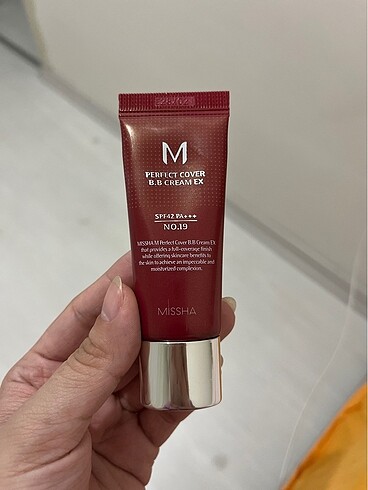 M
PERFECT COVER
B.B CREAM EX
SPF42 PA+++
NO.19
MISSHA M Perfect Cover B.B Cream EX
that provides a full-coverage finish
while offering skincare benefits to
the skin to achieve an impeccable and
moisturized complexion.
MISSHA